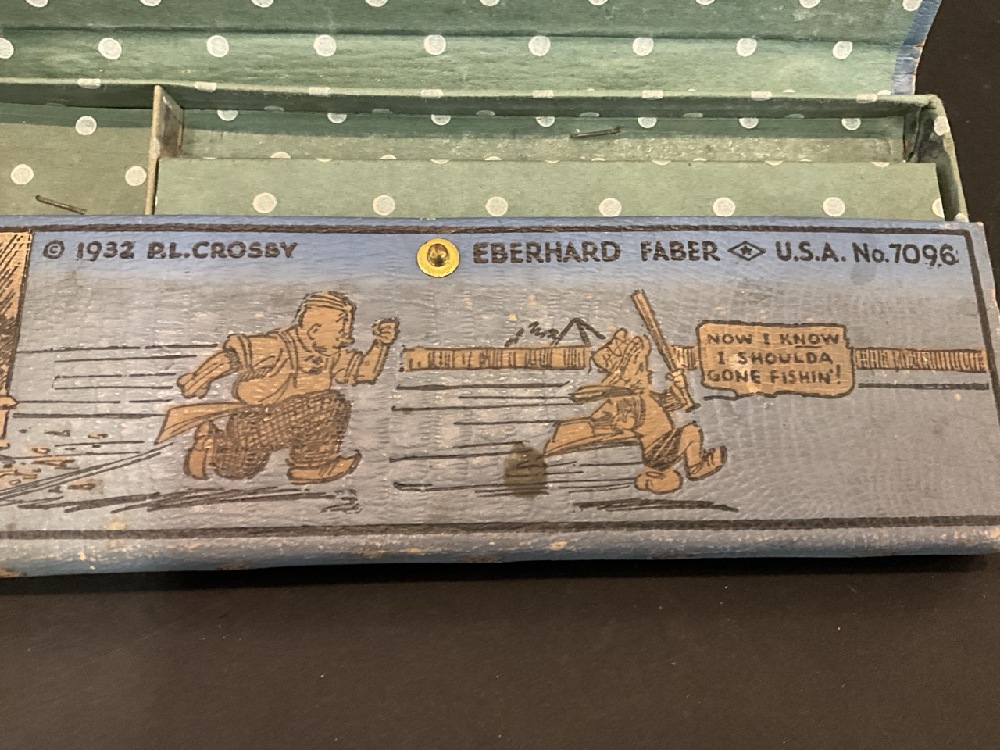 © 1932 P.L.CROSBY
EBERHARD FABER U.S.A. No.7096
NOW I KNOW
I SHOULDA
GONE FISHIN'!